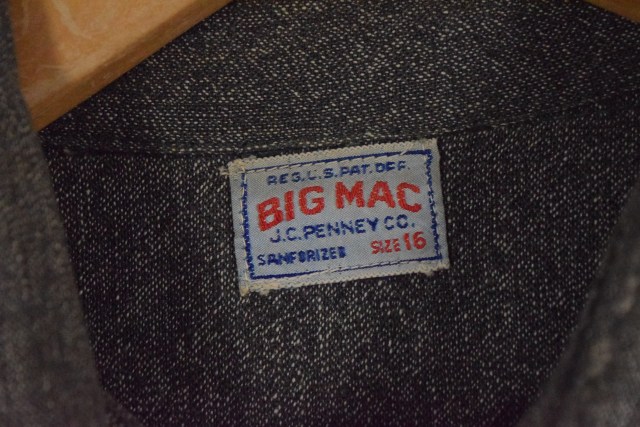 REG.U.S.PAT.OFF.
BIG MAC
J.C.PENNEY CO.
SANFORIZED SIZE 16